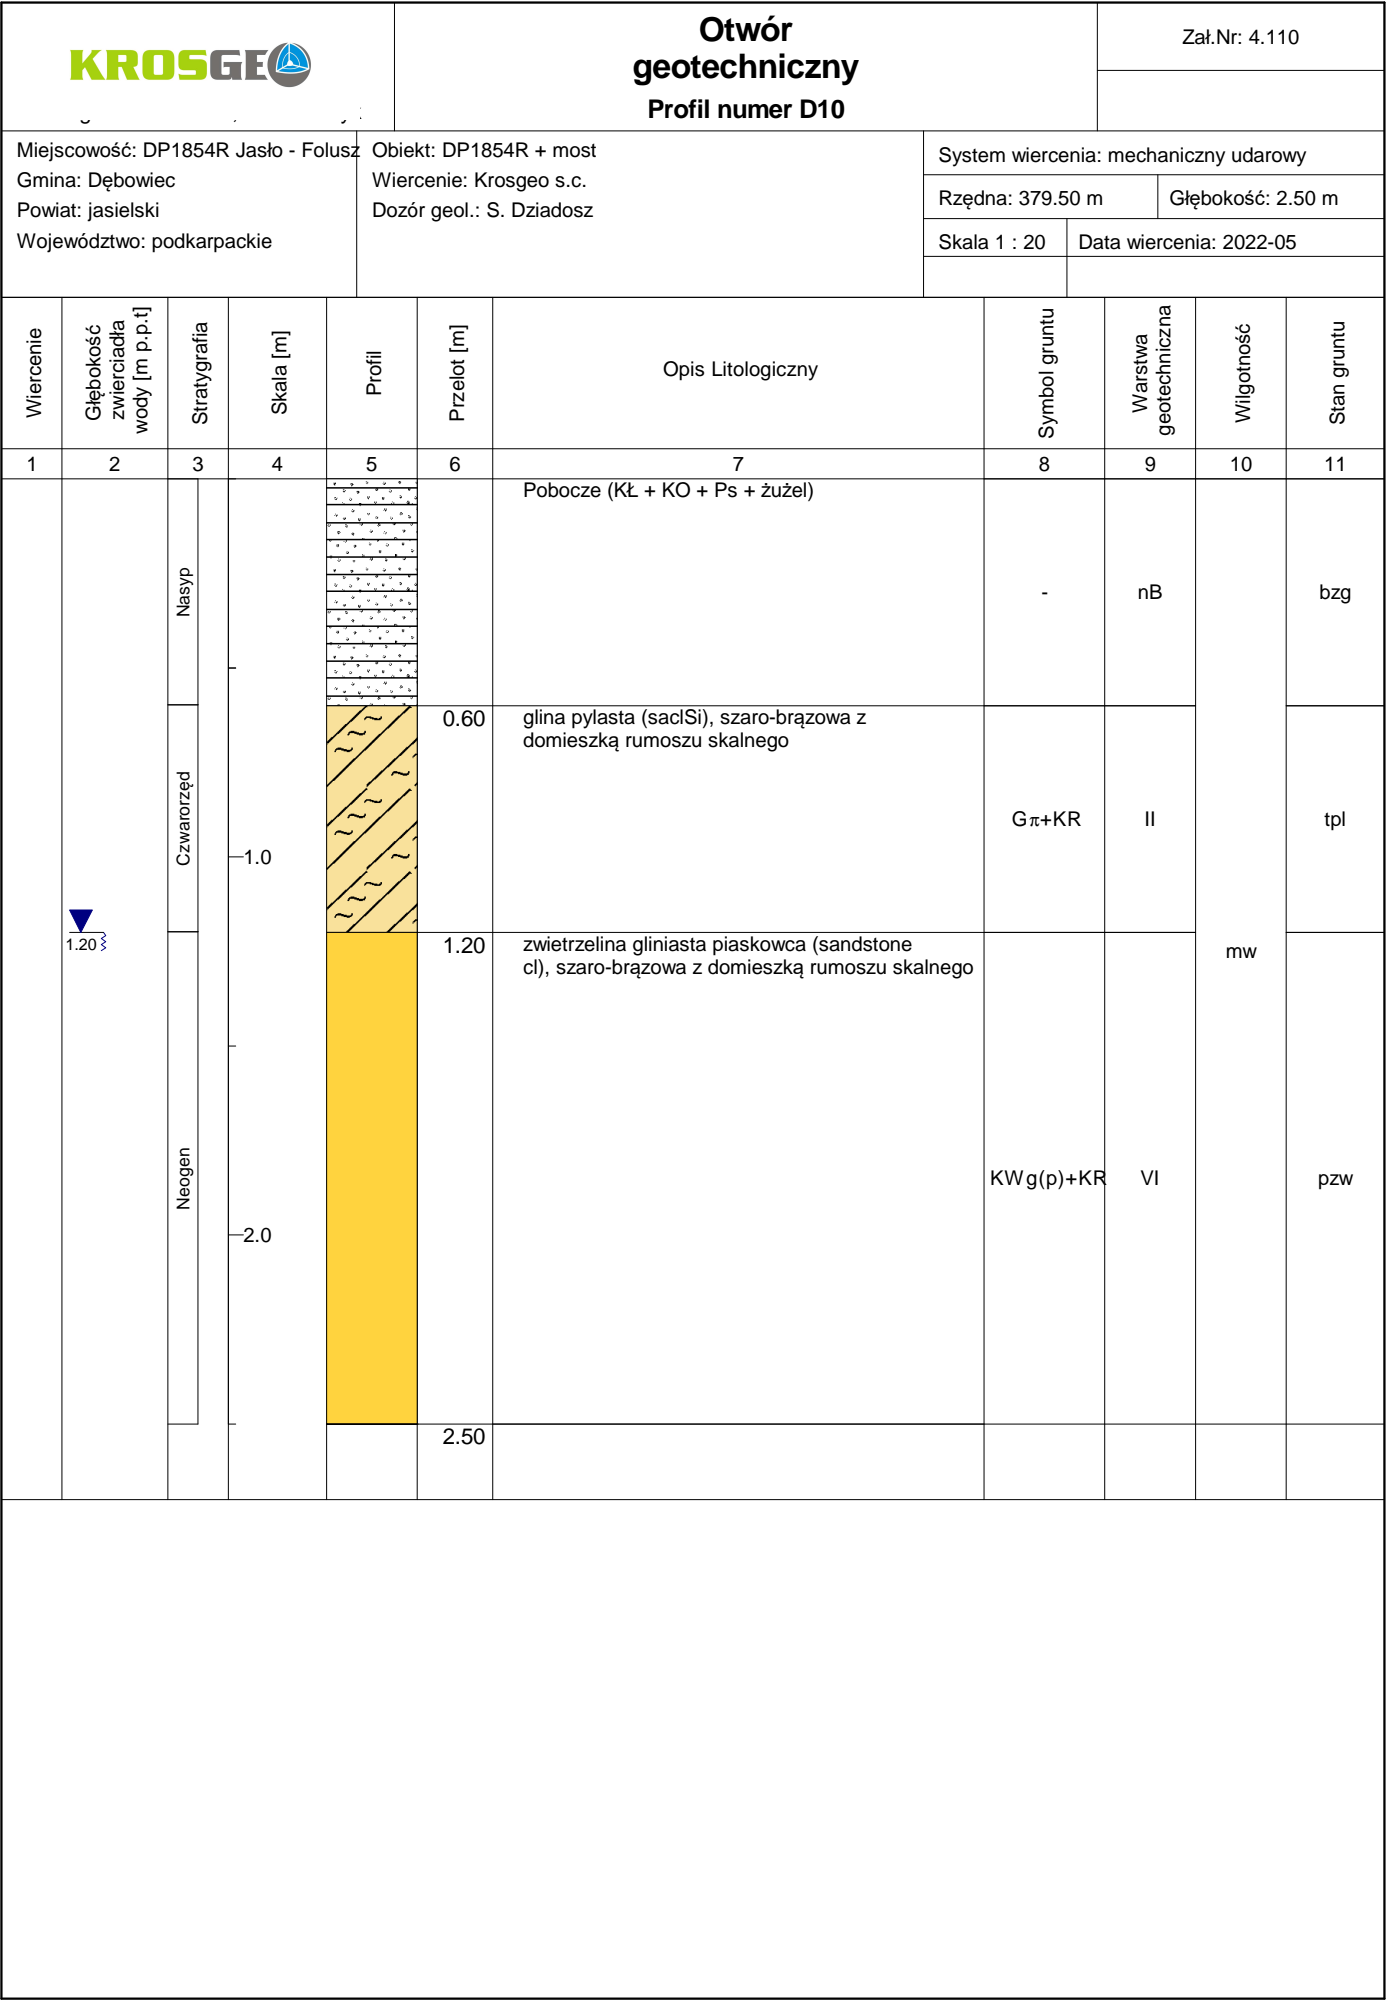 KROSGEO
Otwór
geotechniczny
Profil numer D10
Zał.Nr: 4.110
Miejscowość: DP1854R Jasło - Folusz
Gmina: Dębowiec
Powiat: jasielski
Województwo: podkarpackie
Obiekt: DP1854R + most
Wiercenie: Krosgeo s.c.
Dozór geol.: S. Dziadosz
System wiercenia: mechaniczny udarowy
Rzędna: 379.50 m
Głębokość: 2.50 m
Skala 1 : 20
Data wiercenia: 2022-05
Wiercenie
Głębokość
zwierciadła
wody [m p.p.t]
Stratygrafia
Skala [m]
Profil
Przelot [m]
Opis Litologiczny
Symbol gruntu
Warstwa
geotechniczna
Wilgotność
Stan gruntu
1 2 3 4 5 6 7 8 9 10 11
Nasyp
Pobocze (KŁ + KO + Ps + żużel)
-
nB
bzg
Czwarorzęd
1.0
0.60
glina pylasta (saclSi), szaro-brązowa z
domieszką rumoszu skalnego
Gπ+KR
II
tpl
1.20
Neogen
2.0
1.20
zwietrzelina gliniasta piaskowca (sandstone
cl), szaro-brązowa z domieszką rumoszu skalnego
KWg(p)+KR
VI
mw
pzw
2.50